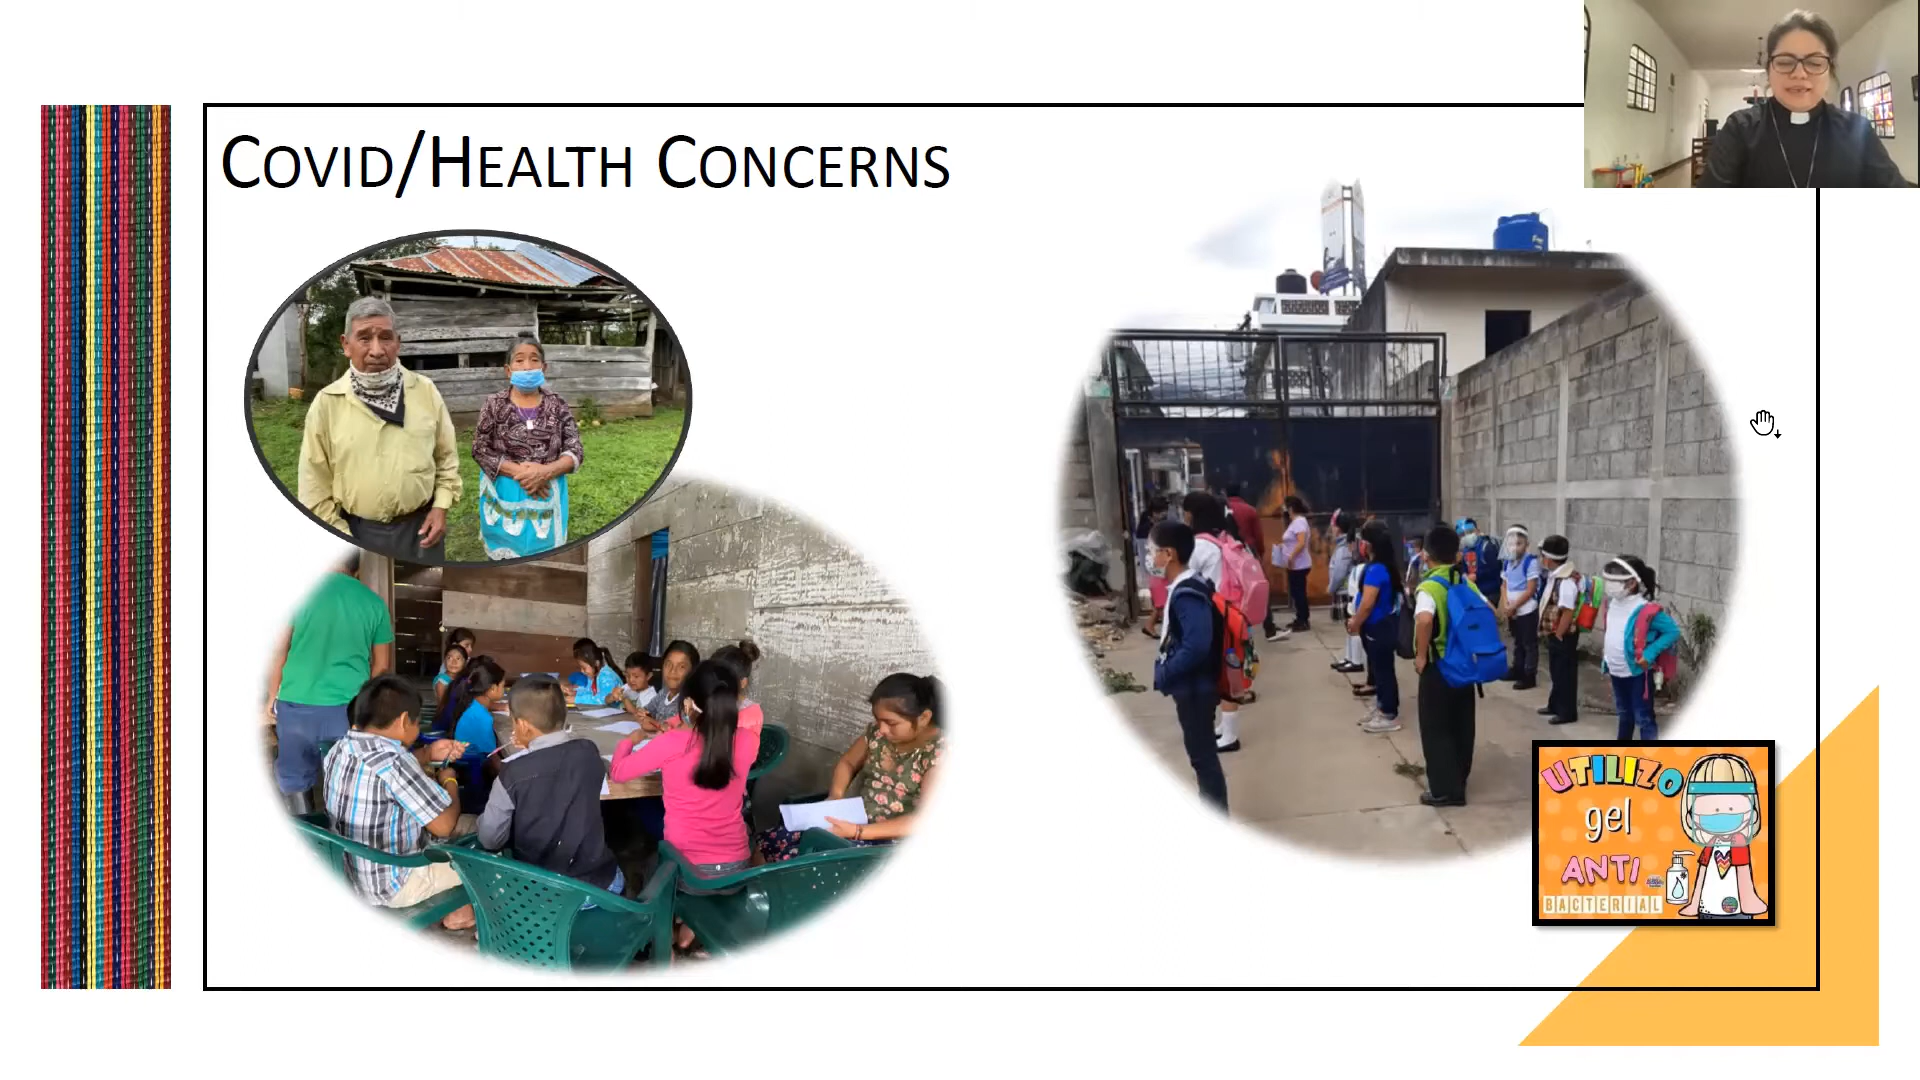 COVID/HEALTH CONCERNS
UTILIZO
gel
ANTI
BACTERIAL